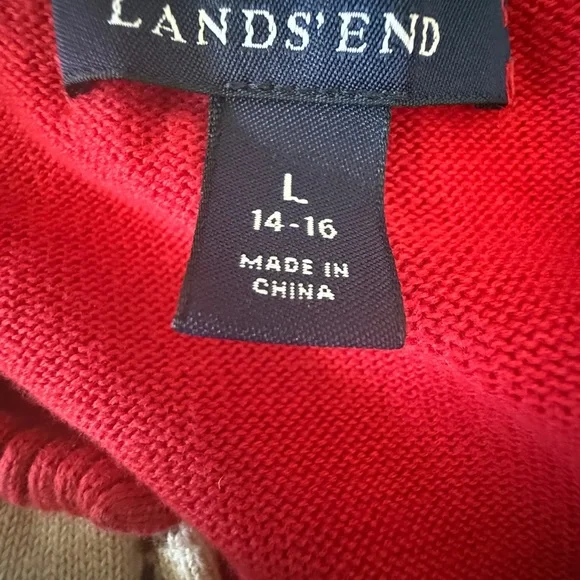 LANDS' END
L
14-16
MADE IN
CHINA